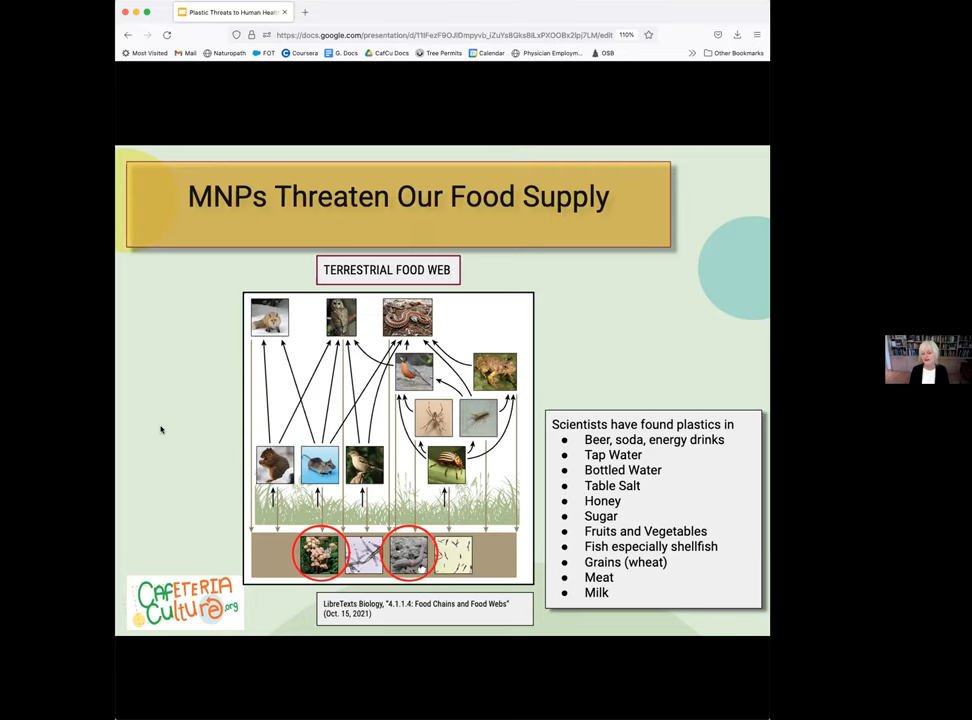 Plastic Threats to Human Healt
https://docs.google.com/presentation/d/11lFezF9OJlDmpyvb_iZuYs8Gks8iLxPXOOBx2lpj7LM/edit
110%
Most Visited
Mail
Naturopath
FOT
Coursera
G. Docs
CafCu Docs
Tree Permits
Calendar
Physician Employm...
OSB
Other Bookmarks
MNPs Threaten Our Food Supply
TERRESTRIAL FOOD WEB
Scientists have found plastics in
● Beer, soda, energy drinks
● Tap Water
● Bottled Water
● Table Salt
● Honey
● Sugar
● Fruits and Vegetables
● Fish especially shellfish
● Grains (wheat)
● Meat
● Milk
CAFETERIA
CULTURE.org
LibreTexts Biology, "4.1.1.4: Food Chains and Food Webs"
(Oct. 15, 2021)